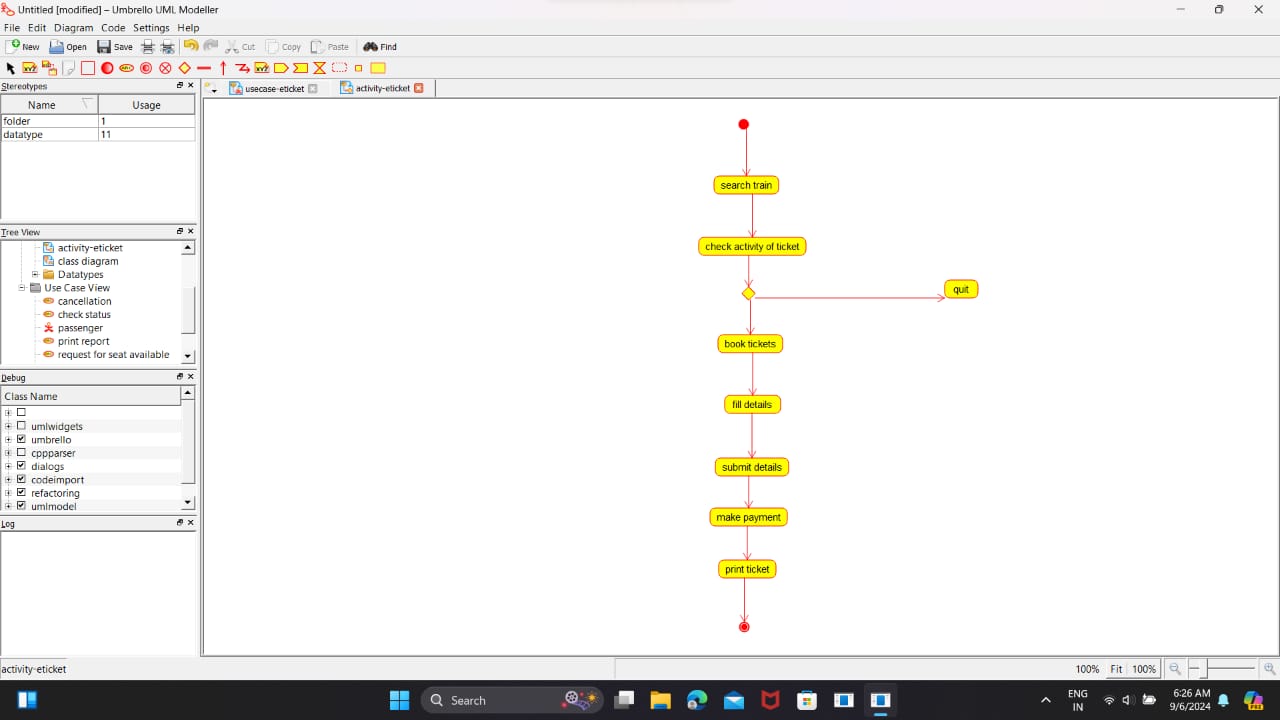 Untitled [modified] – Umbrello UML Modeller
File Edit Diagram Code Settings Help
New Open Save Cut Copy Paste Find
Stereotypes
Name Usage
folder 1
datatype 11
Tree View
activity-eticket
class diagram
Datatypes
Use Case View
cancellation
check status
passenger
print report
request for seat available
Debug
Class Name
umlwidgets
umbrello
cppparser
dialogs
codeimport
refactoring
umlmodel
Log
usecase-eticket activity-eticket
search train
check activity of ticket
quit
book tickets
fill details
submit details
make payment
print ticket
activity-eticket
100% Fit 100%
Search
ENG
IN
6:26 AM
9/6/2024